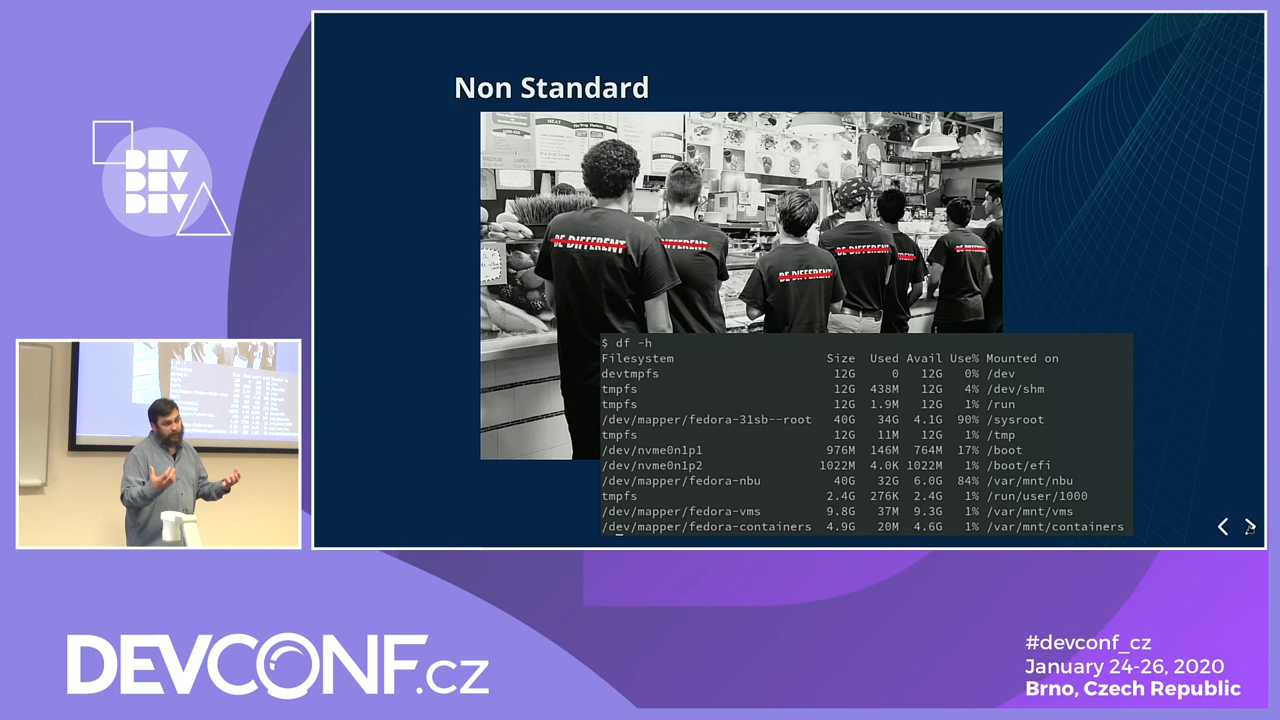 DEV
DEV
DEV
Non Standard
MEDIUM LARGE
BE DIFFERENT
DIFFERENT
BE DIFFERENT
BE DIFFERENT
BE DIFFERENT
$ df -h
Filesystem Size Used Avail Use% Mounted on
devtmpfs 12G 0 12G 0% /dev
tmpfs 12G 438M 12G 4% /dev/shm
tmpfs 12G 1.9M 12G 1% /run
/dev/mapper/fedora-31sb--root 40G 34G 4.1G 90% /sysroot
tmpfs 12G 11M 12G 1% /tmp
/dev/nvme0n1p1 976M 146M 764M 17% /boot
/dev/nvme0n1p2 1022M 4.0K 1022M 1% /boot/efi
/dev/mapper/fedora-nbu 40G 32G 6.0G 84% /var/mnt/nbu
tmpfs 2.4G 276K 2.4G 1% /run/user/1000
/dev/mapper/fedora-vms 9.8G 37M 9.3G 1% /var/mnt/vms
/dev/mapper/fedora-containers 4.9G 20M 4.6G 1% /var/mnt/containers
DEVCONF.cz
#devconf_cz
January 24-26, 2020
Brno, Czech Republic